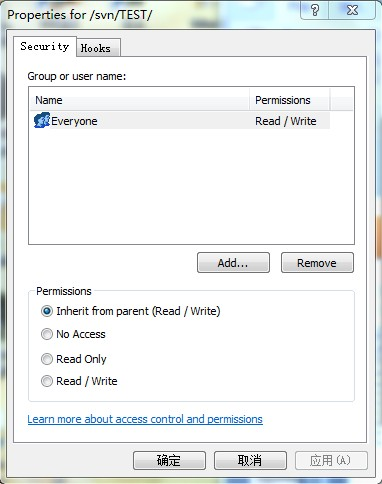 Properties for /svn/TEST/
Security Hooks
Group or user name:
Name Permissions
Everyone Read / Write
Add... Remove
Permissions
Inherit from parent (Read / Write)
No Access
Read Only
Read / Write
Learn more about access control and permissions
确定 取消 应用(A)